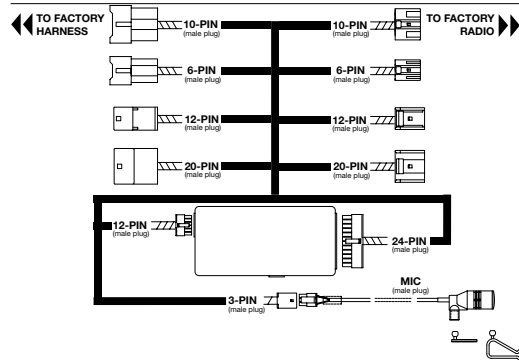 TO FACTORY
HARNESS
10-PIN
(male plug)
10-PIN
(male plug)
TO FACTORY
RADIO
6-PIN
(male plug)
6-PIN
(male plug)
12-PIN
(male plug)
12-PIN
(male plug)
20-PIN
(male plug)
20-PIN
(male plug)
12-PIN
(male plug)
24-PIN
(male plug)
3-PIN
(male plug)
MIC
(male plug)